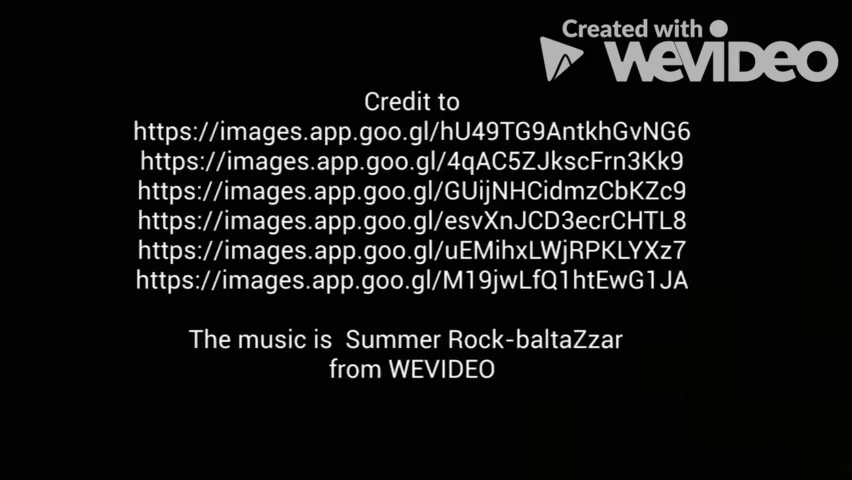 Created with
WEVIDEO
Credit to
https://images.app.goo.gl/hU49TG9AntkhGvNG6
https://images.app.goo.gl/4qAC5ZJkscFrn3Kk9
https://images.app.goo.gl/GUijNHCidmzCbKZc9
https://images.app.goo.gl/esvXnJCD3ecrCHTL8
https://images.app.goo.gl/uEMihxLWjRPKLYXz7
https://images.app.goo.gl/M19jwLfQ1htEwG1JA
The music is  Summer Rock-baltaZzar
from WEVIDEO